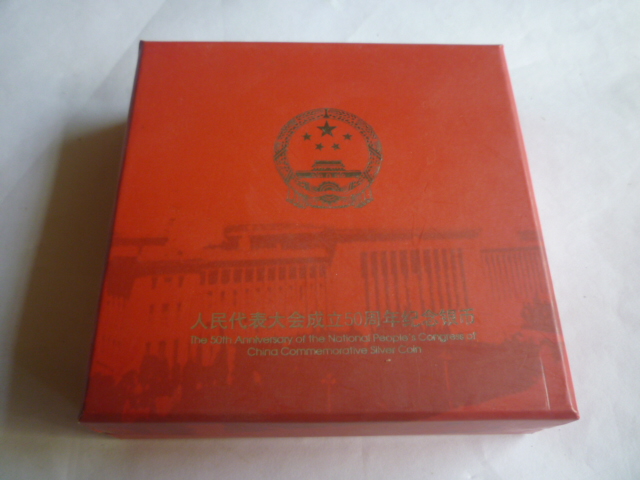 人民代表大会成立50周年纪念银币
The 50th Anniversary of the National People's Congress of
China Commemorative Silver Coin